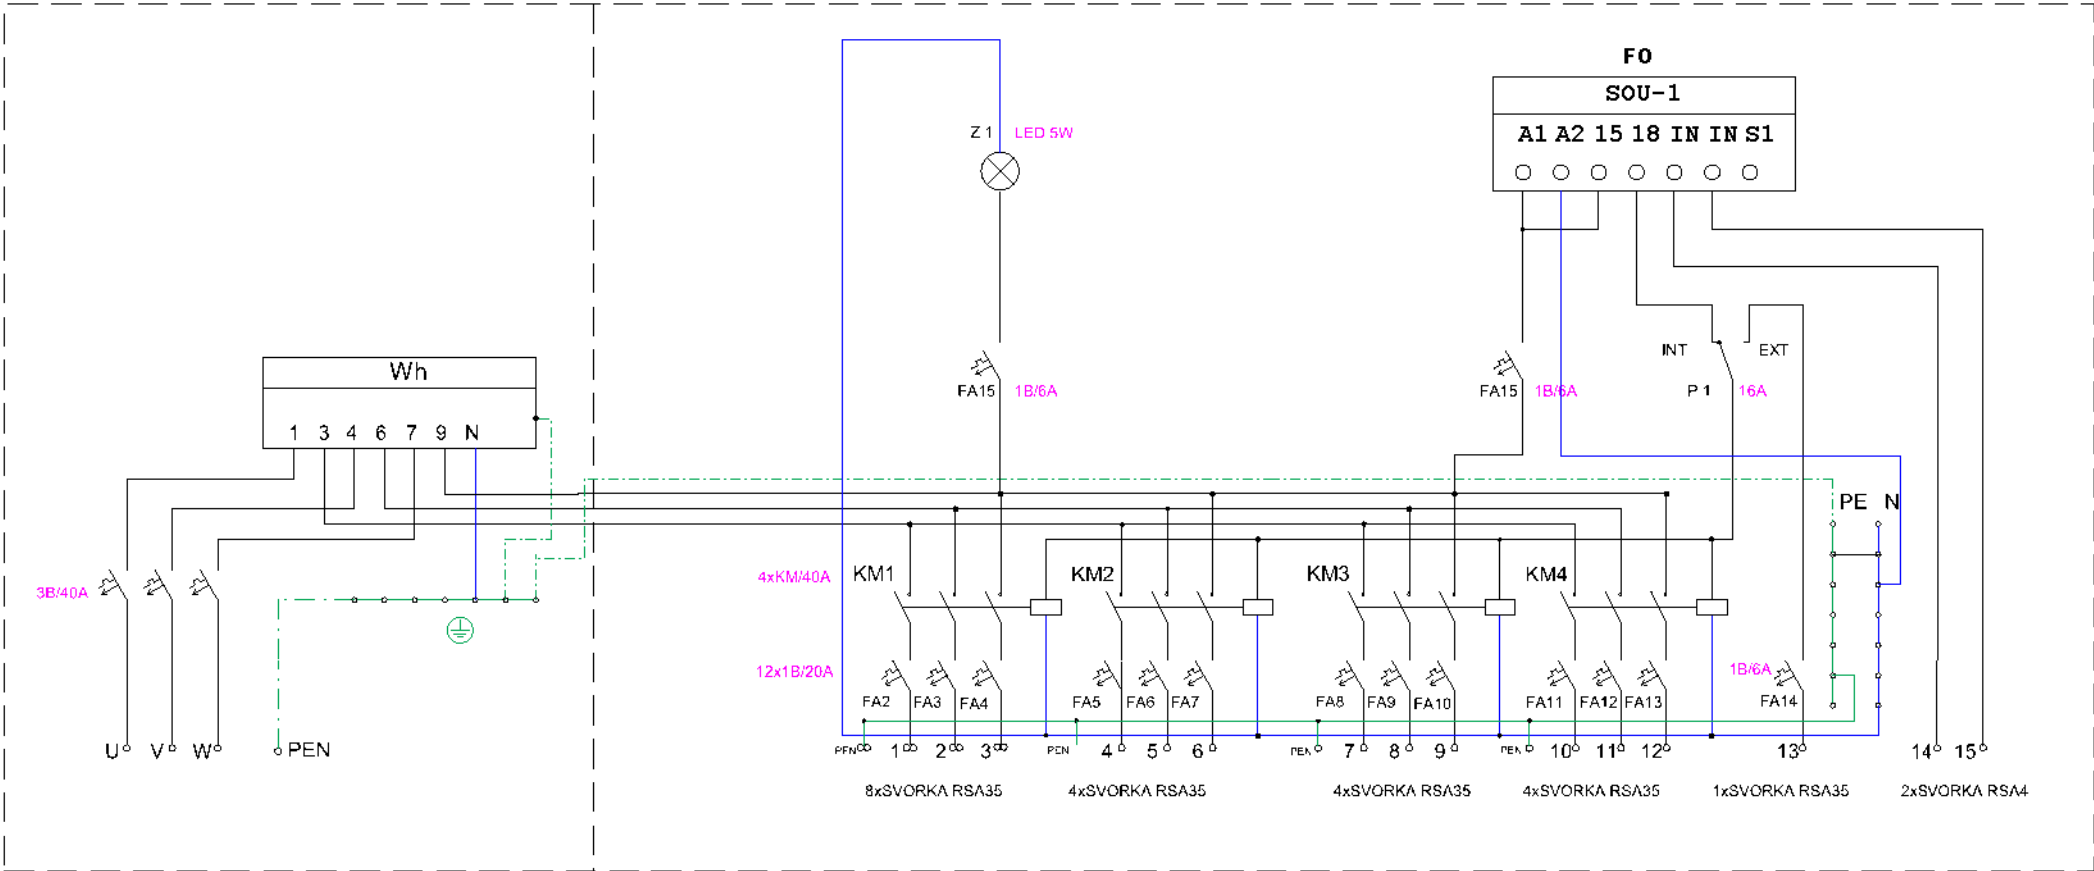 FO
SOU-1
A1 A2 15 18 IN IN S1
Z 1 LED 5W
Wh
1 3 4 6 7 9 N
FA15 1B/6A
FA15 1B/6A
INT EXT
P 1 16A
PE N
3B/40A
4xKM/40A
KM1 KM2 KM3 KM4
12x1B/20A
1B/6A
FA2 FA3 FA4 FA5 FA6 FA7 FA8 FA9 FA10 FA11 FA12 FA13 FA14
U V W PEN
PEN 1 2 3 PEN 4 5 6 PEN 7 8 9 PEN 10 11 12 13 14 15
8xSVORKA RSA35 4xSVORKA RSA35 4xSVORKA RSA35 4xSVORKA RSA35 1xSVORKA RSA35 2xSVORKA RSA4